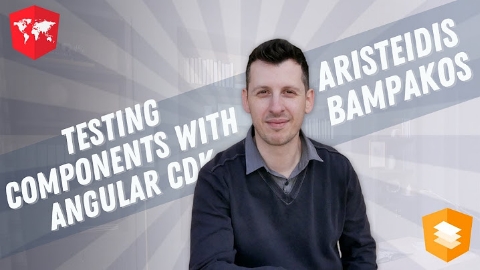 TESTING
COMPONENTS WITH
ANGULAR CDK
ARISTEIDIS
BAMPAKOS